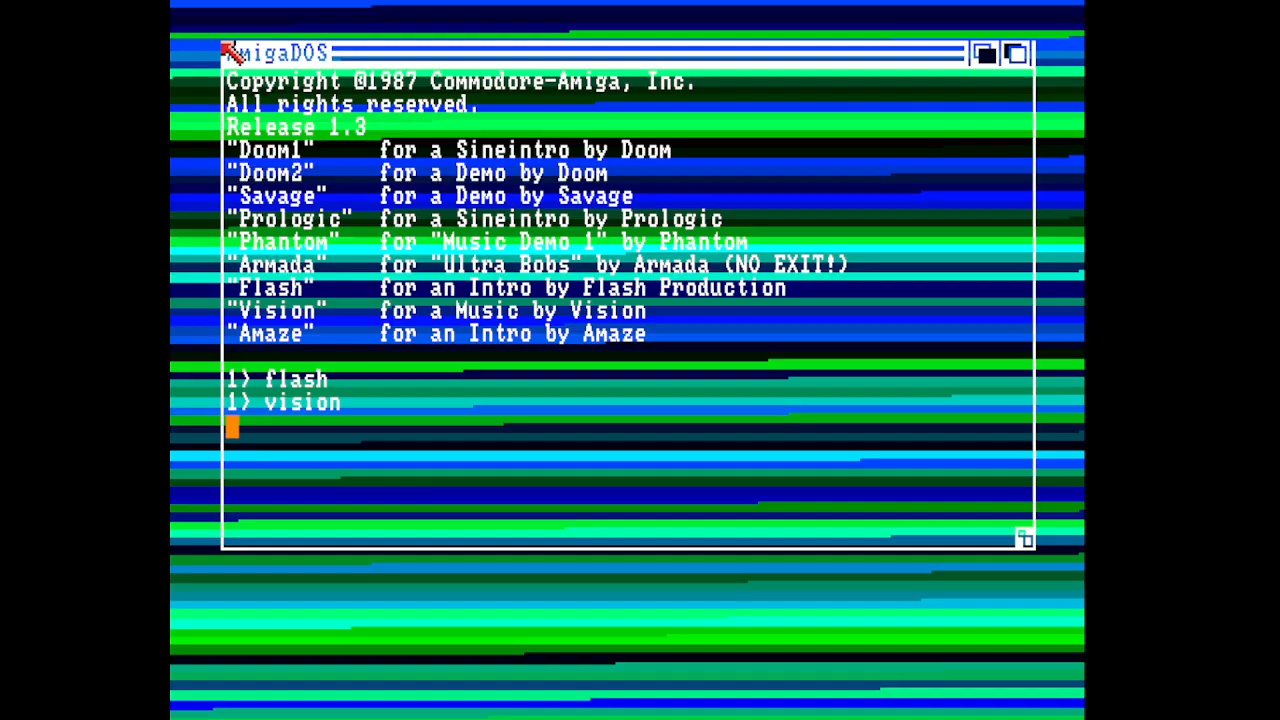 AmigaDOS
Copyright @1987 Commodore-Amiga, Inc.
All rights reserved.
Release 1.3
"Doom1" for a Sineintro by Doom
"Doom2" for a Demo by Doom
"Savage" for a Demo by Savage
"Prologic" for a Sineintro by Prologic
"Phantom" for "Music Demo 1" by Phantom
"Armada" for "Ultra Bobs" by Armada (NO EXIT!)
"Flash" for an Intro by Flash Production
"Vision" for a Music by Vision
"Amaze" for an Intro by Amaze
1> flash
1> vision